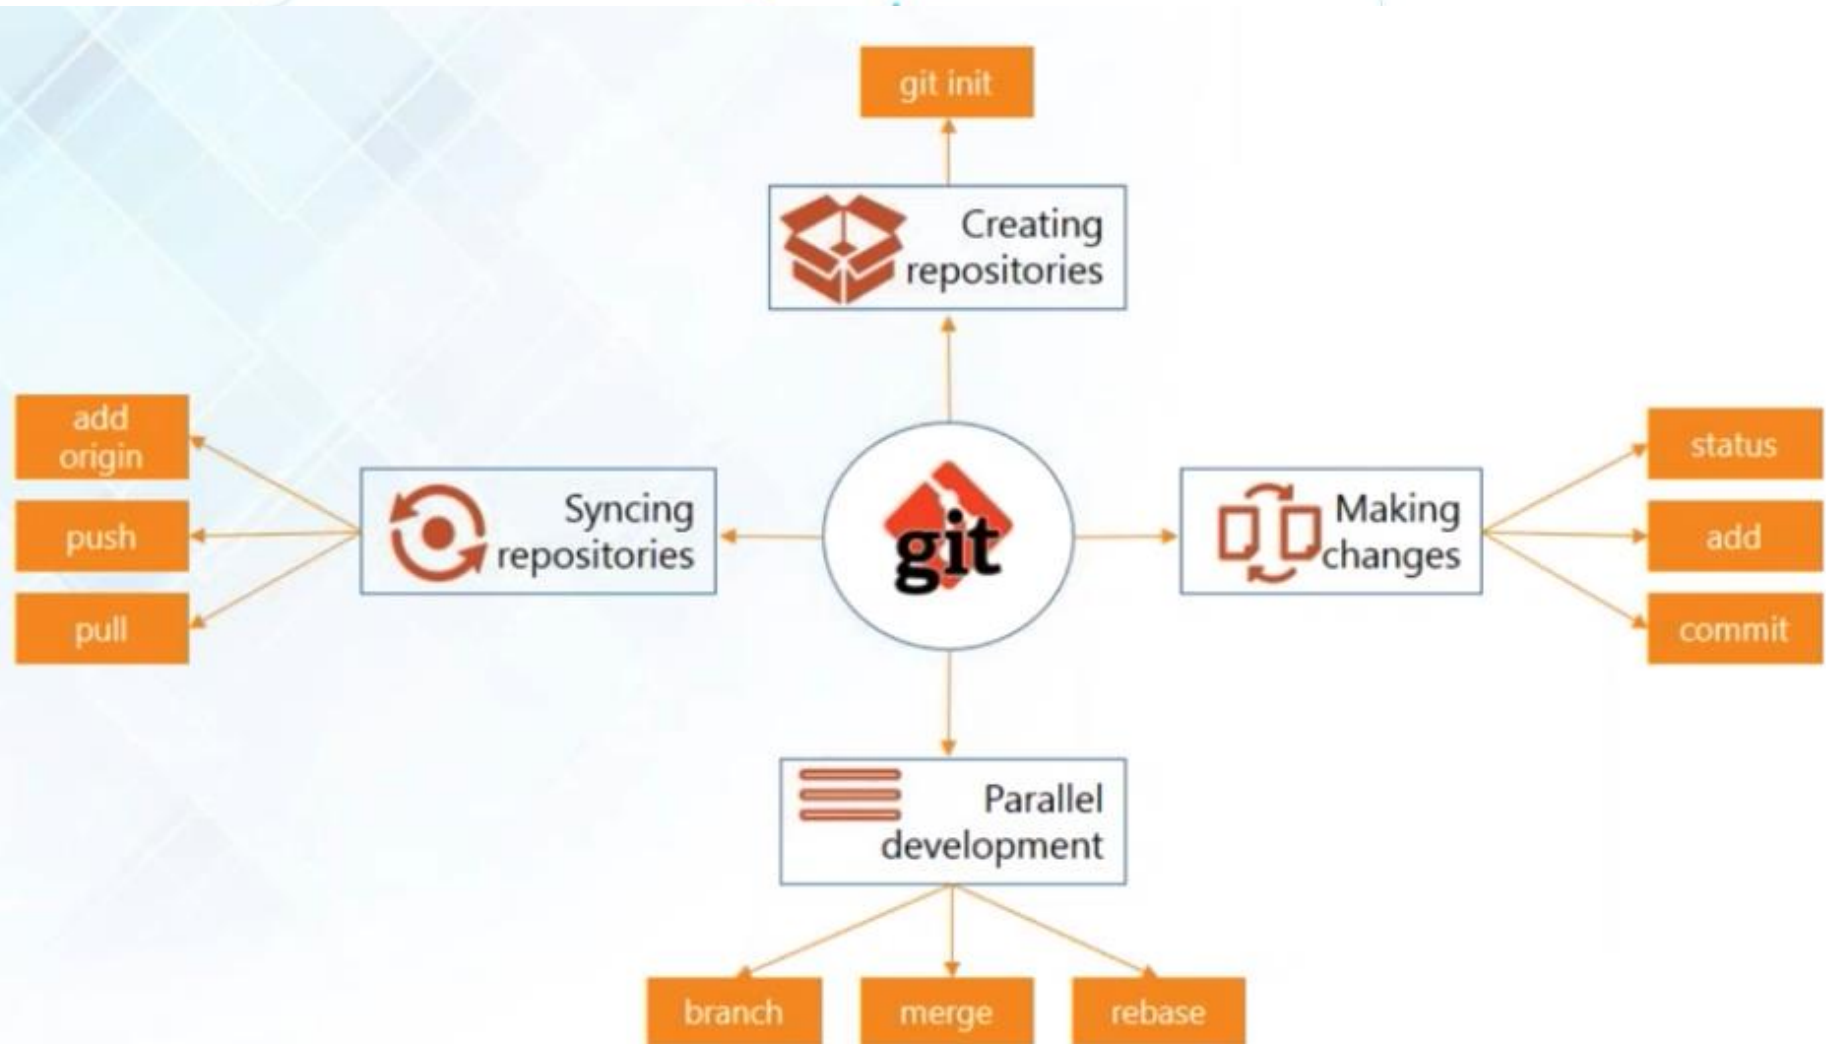 git init
Creating
repositories
add
origin
push
pull
Syncing
repositories
git
Making
changes
status
add
commit
Parallel
development
branch
merge
rebase